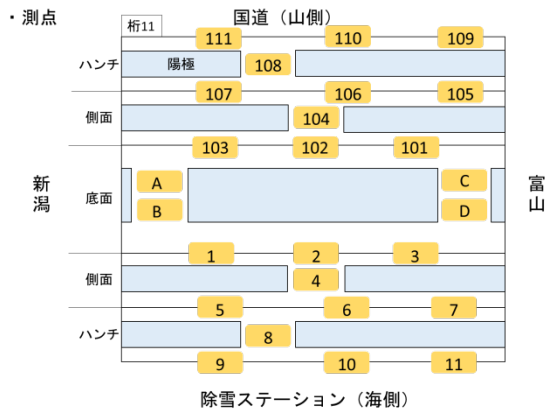 ・測点
桁11
国道（山側）
111 110 109
ハンチ 陽極 108
107 106 105
側面 104
103 102 101
新潟
底面
富山
A C
B D
1 2 3
側面 4
5 6 7
ハンチ 8
9 10 11
除雪ステーション（海側）